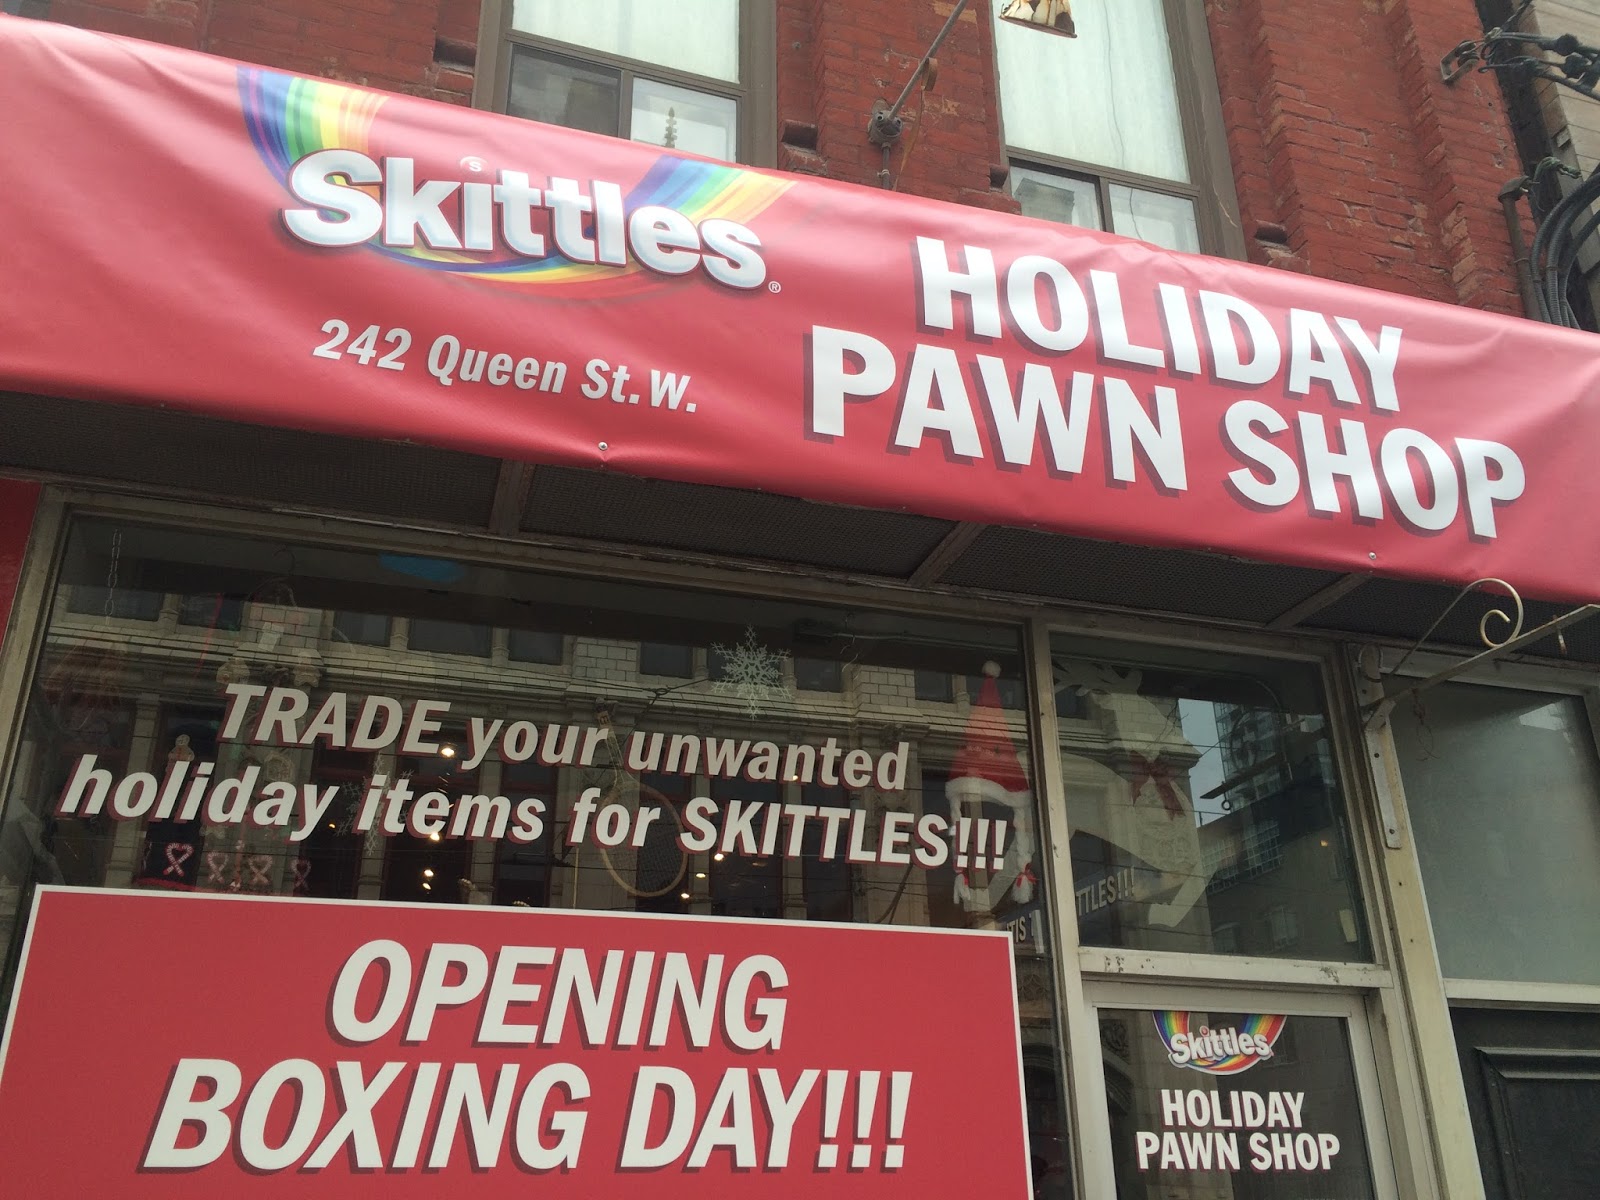 Skittles®
242 Queen St. W.
HOLIDAY
PAWN SHOP
TRADE your unwanted
holiday items for SKITTLES!!!
OPENING
BOXING DAY!!!
Skittles
HOLIDAY
PAWN SHOP